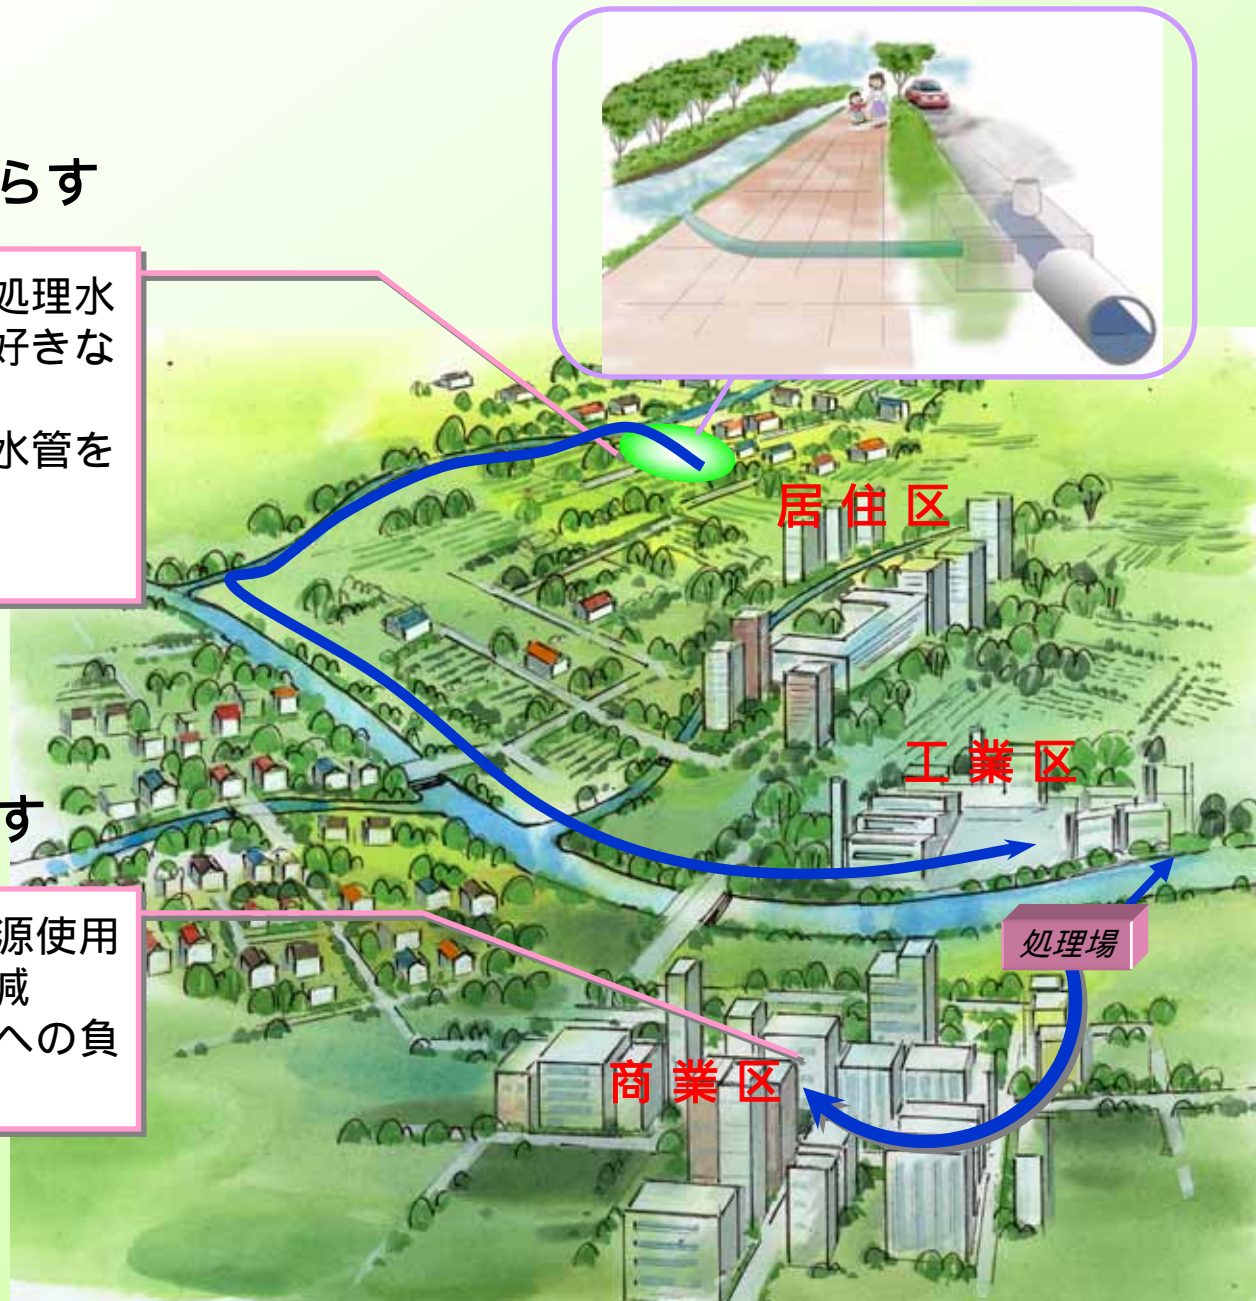 らす
処理水
好きな
水管を
居住区
工業区
す
源使用
減
への負
処理場
商業区